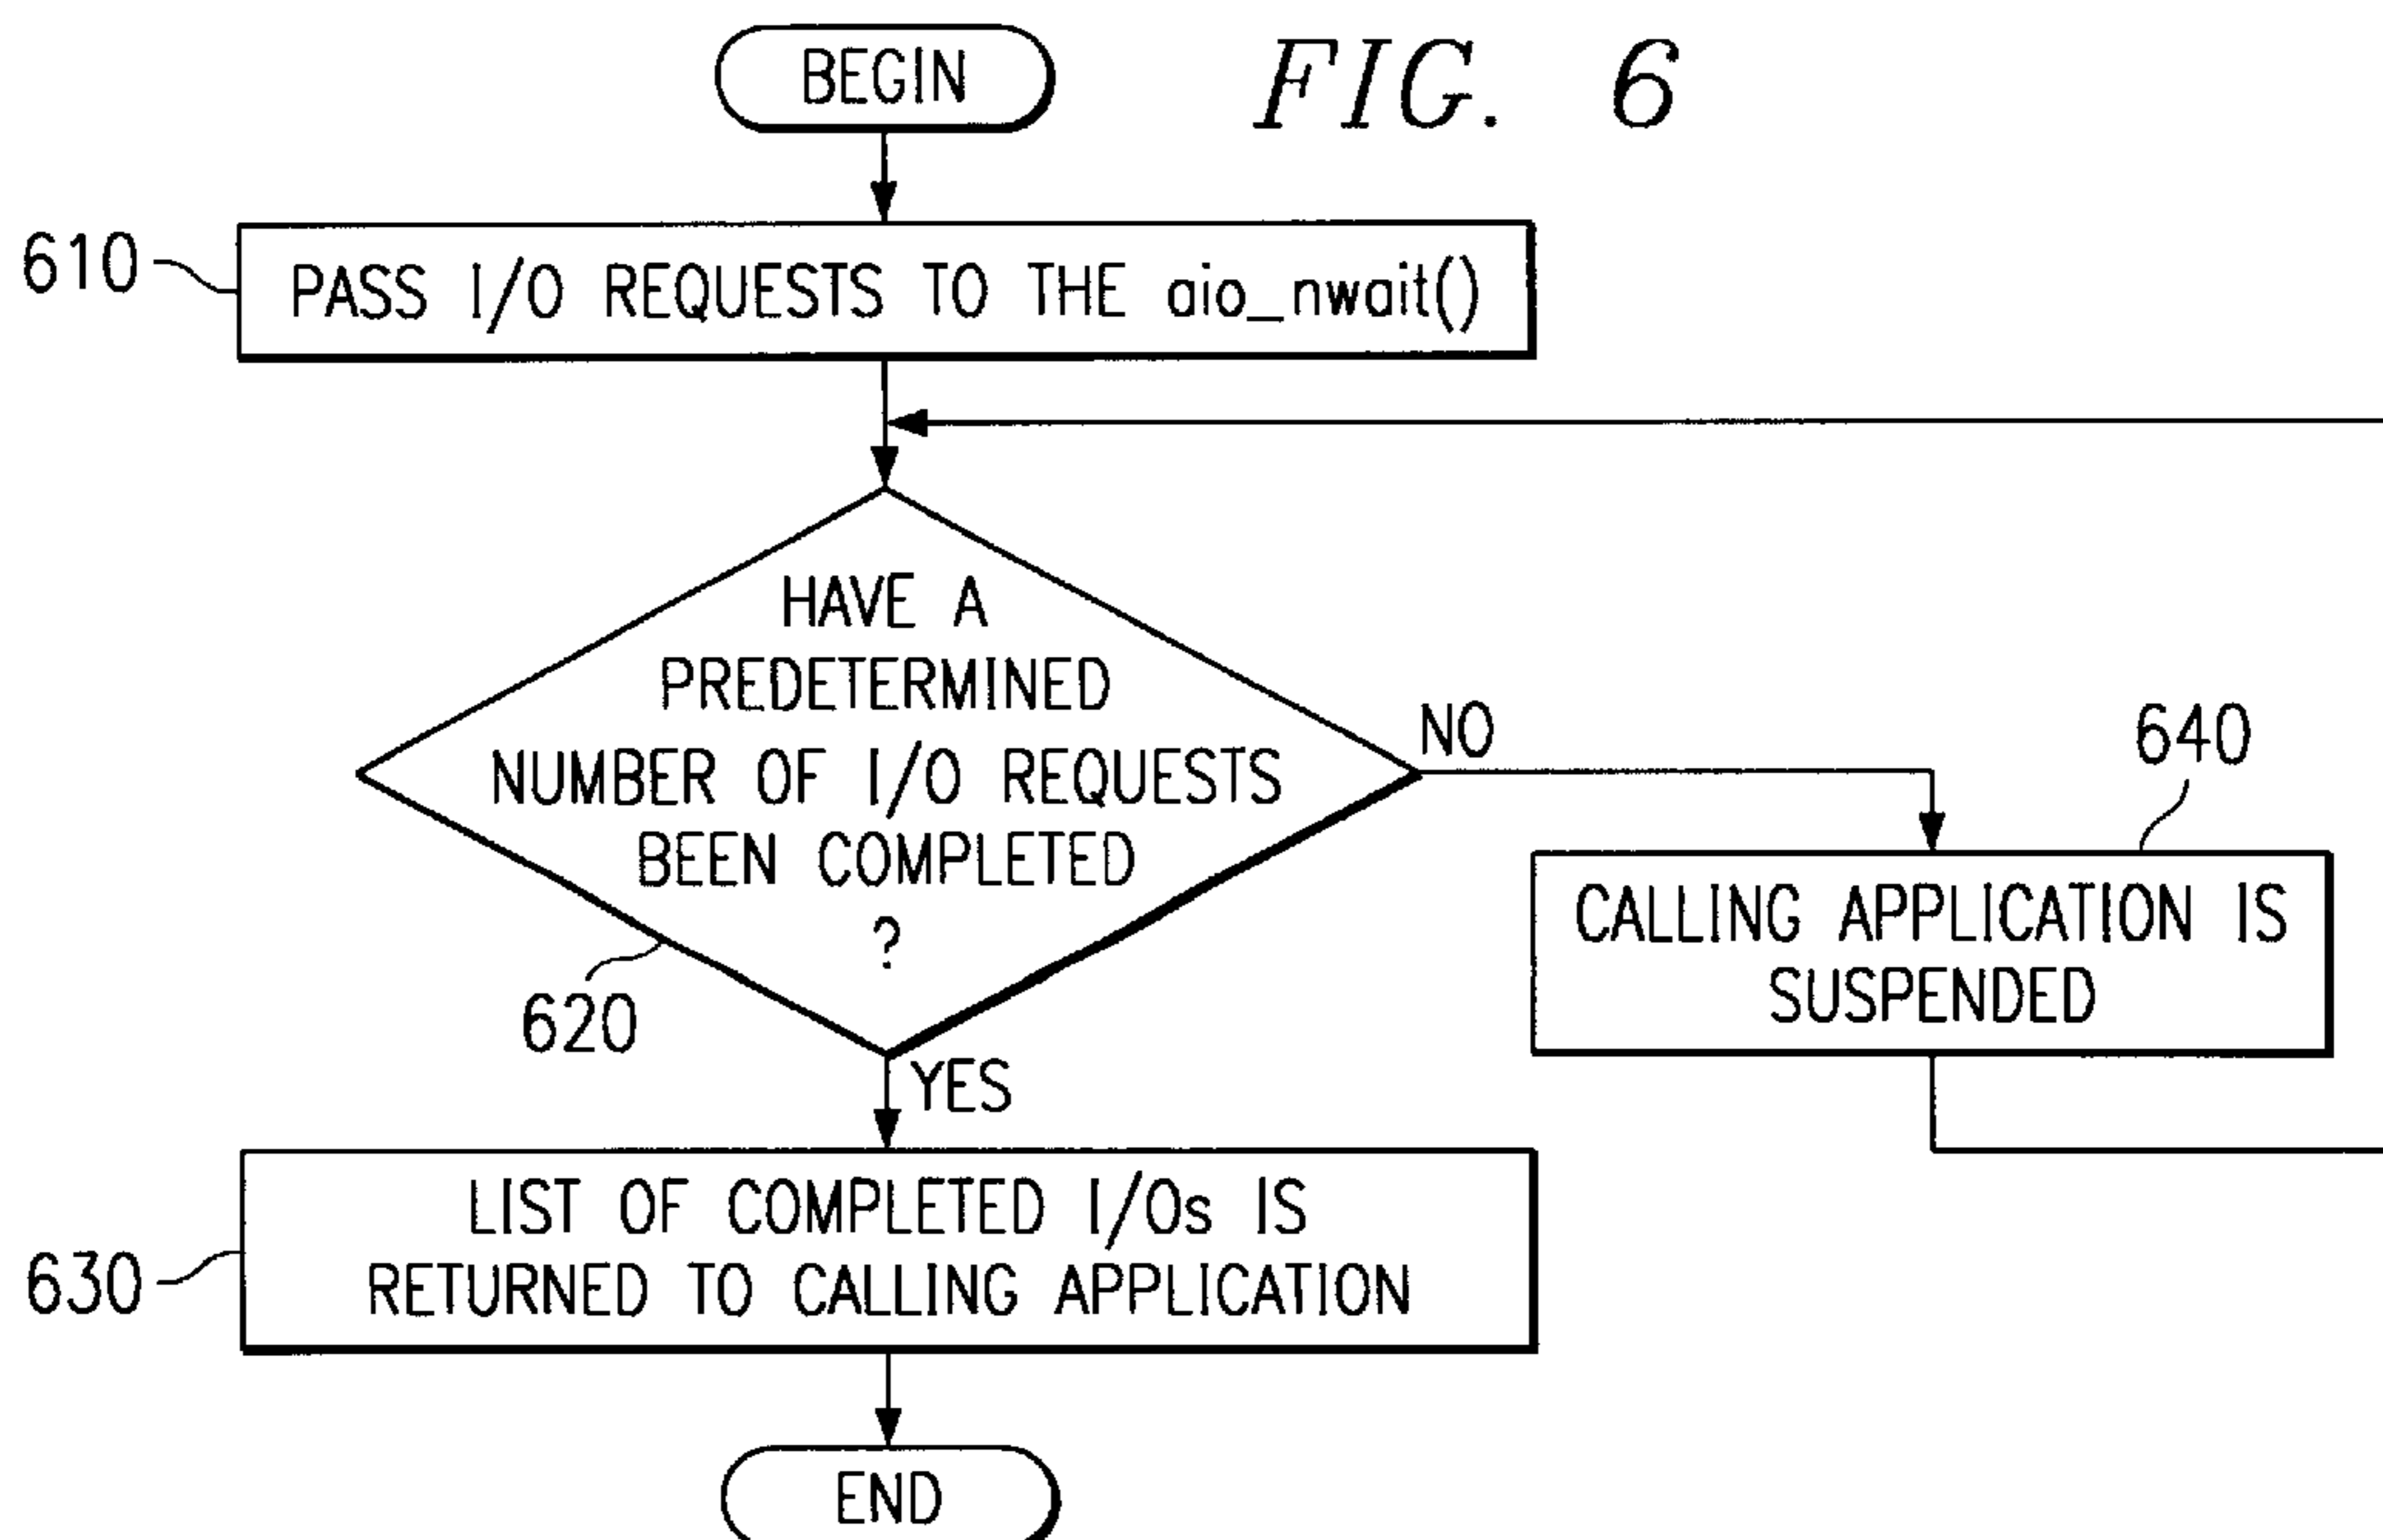 BEGIN
FIG. 6
610
PASS I/O REQUESTS TO THE aio_nwait()
HAVE A
PREDETERMINED
NUMBER OF I/O REQUESTS
BEEN COMPLETED
?
620
NO
640
CALLING APPLICATION IS
SUSPENDED
YES
630
LIST OF COMPLETED I/Os IS
RETURNED TO CALLING APPLICATION
END